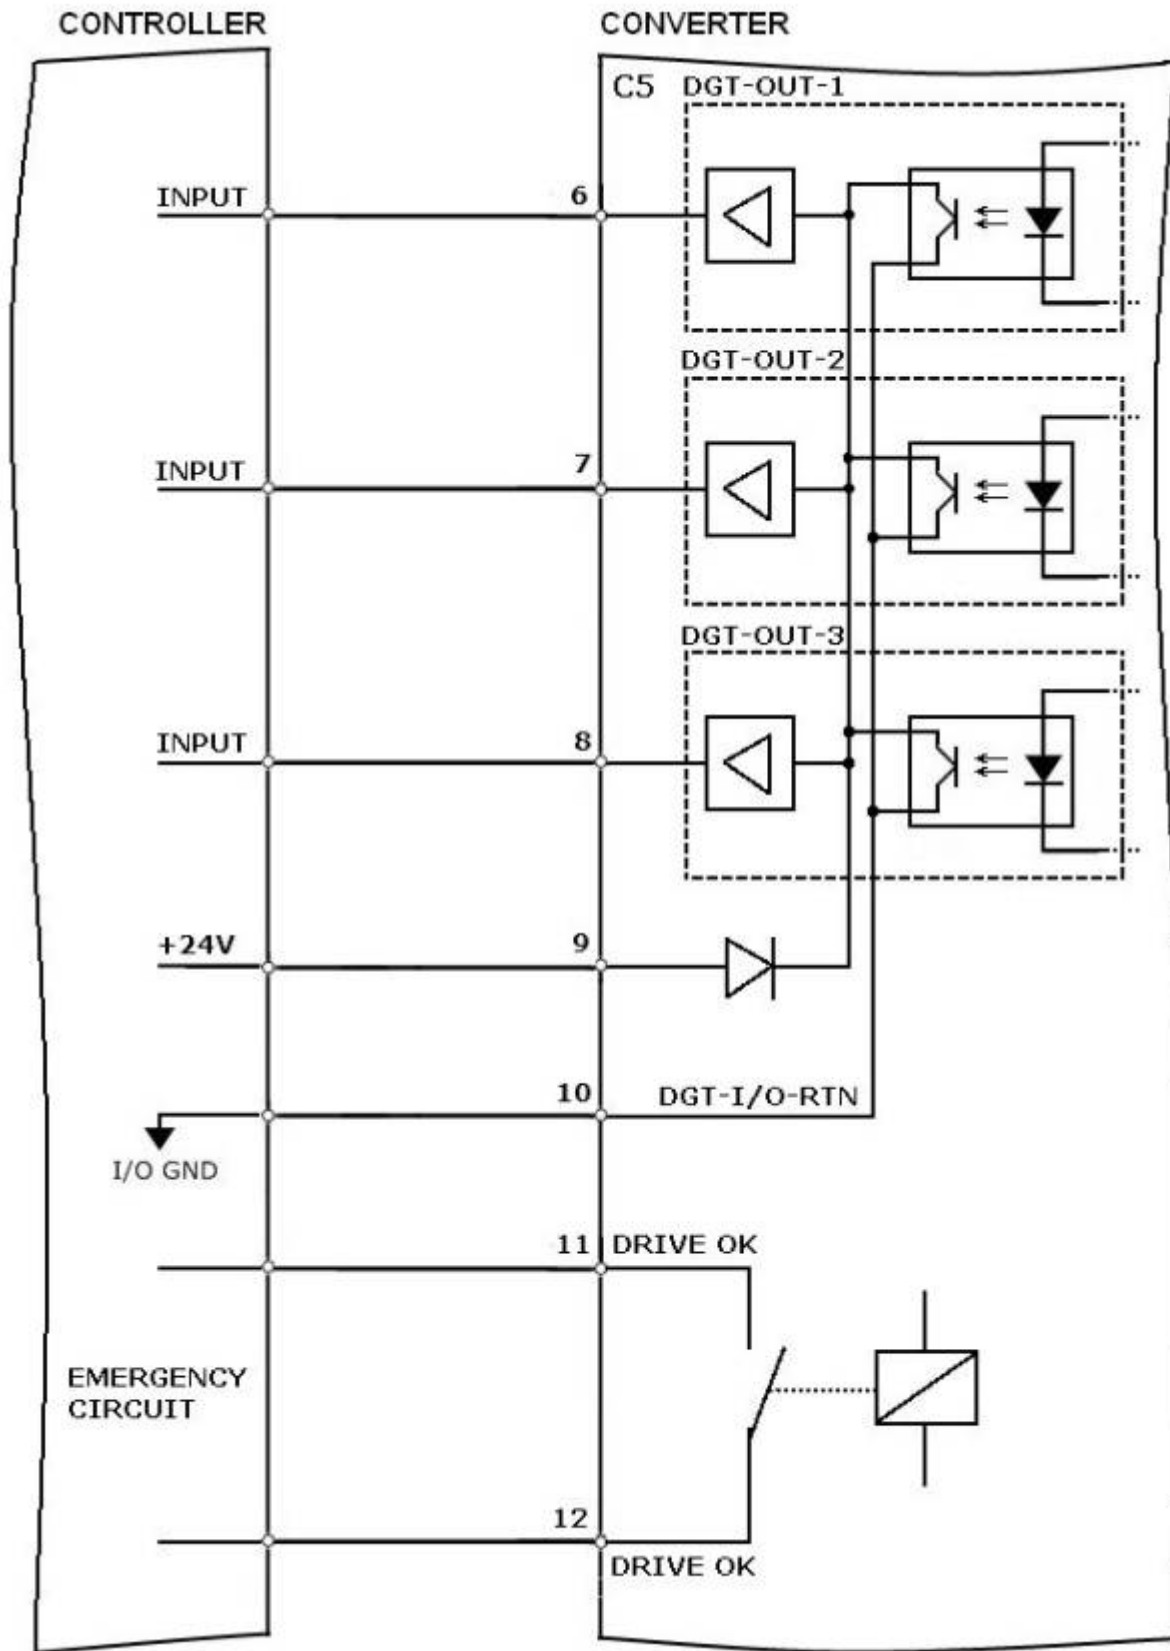 CONTROLLER
CONVERTER
C5
DGT-OUT-1
INPUT
6
DGT-OUT-2
INPUT
7
DGT-OUT-3
INPUT
8
+24V
9
10
DGT-I/O-RTN
I/O GND
11
DRIVE OK
EMERGENCY
CIRCUIT
12
DRIVE OK